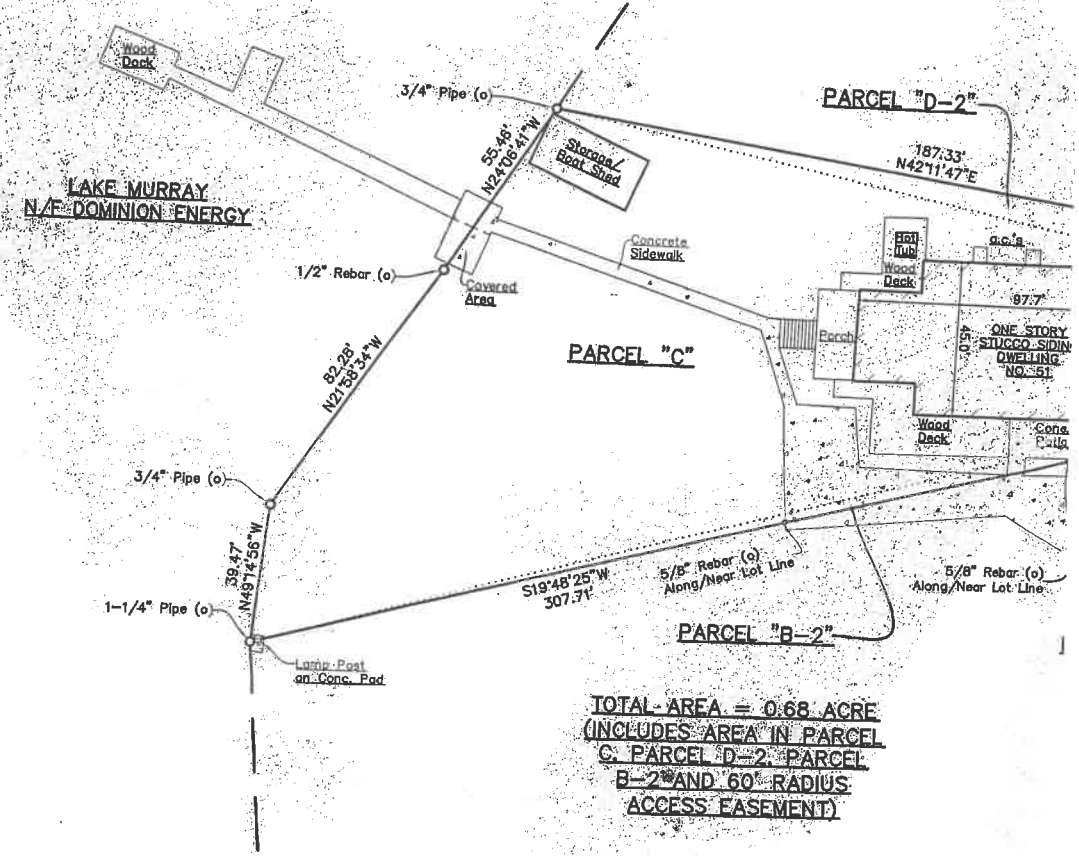 Wood
Deck
3/4" Pipe (o)
PARCEL "D-2"
55.46'
N24°06'41"W
Storage/
Boat Shed
187.33'
N42°11'47"E
LAKE MURRAY
N/F DOMINION ENERGY
1/2" Rebar (o)
Covered
Area
Concrete
Sidewalk
Hot
Tub
Wood
Deck
a.c.'s
97.7'
45.0'
Porch
ONE STORY
STUCCO SIDING
DWELLING
NO. 51
PARCEL "C"
82.28'
N21°58'34"W
Wood
Deck
Conc.
Patio
3/4" Pipe (o)
39.47'
N49°14'56"W
1-1/4" Pipe (o)
S19°48'25"W
307.71'
5/8" Rebar (o)
Along/Near Lot Line
5/8" Rebar (o)
Along/Near Lot Line
PARCEL "B-2"
Lamp Post
on Conc. Pad
TOTAL AREA = 0.68 ACRE
(INCLUDES AREA IN PARCEL
C, PARCEL D-2, PARCEL
B-2 AND 60' RADIUS
ACCESS EASEMENT)